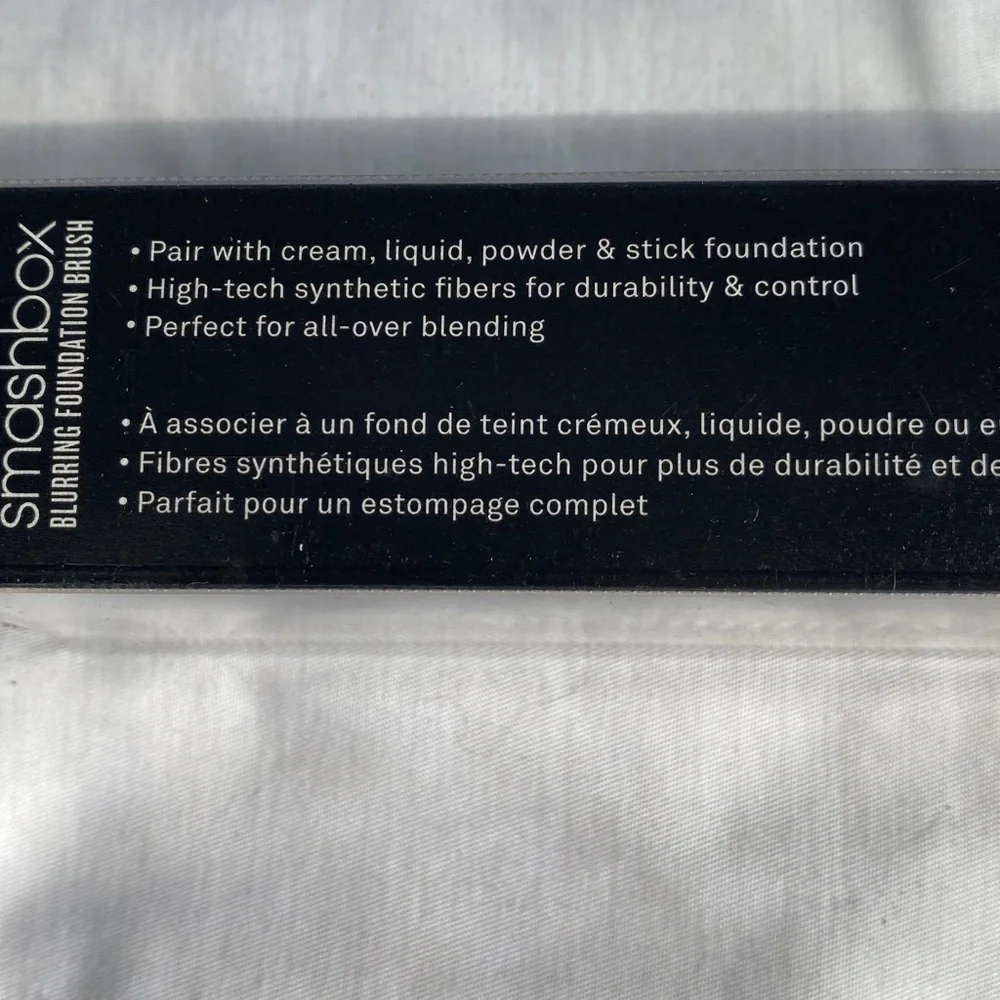 smashbox
BLURRING FOUNDATION BRUSH
• Pair with cream, liquid, powder & stick foundation
• High-tech synthetic fibers for durability & control
• Perfect for all-over blending
• À associer à un fond de teint crémeux, liquide, poudre ou
• Fibres synthétiques high-tech pour plus de durabilité et de
• Parfait pour un estompage complet